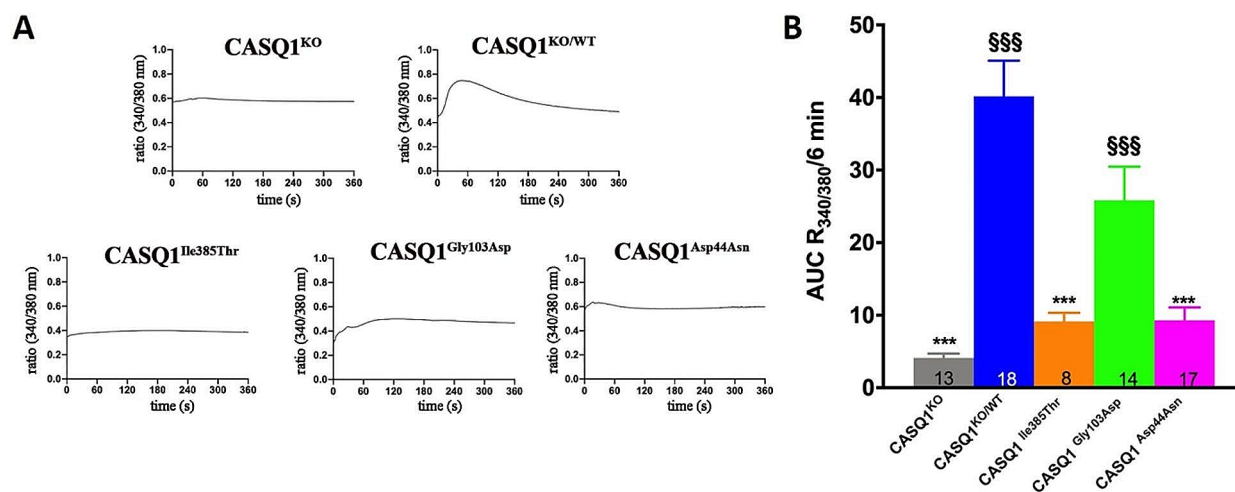 A
CASQ1KO
ratio (340/380 nm)
1.0
0.8
0.6
0.4
0.2
0.0
0 60 120 180 240 300 360
time (s)
CASQ1KO/WT
ratio (340/380 nm)
1.0
0.8
0.6
0.4
0.2
0.0
0 60 120 180 240 300 360
time (s)
CASQ1Ile385Thr
ratio (340/380 nm)
1.0
0.8
0.6
0.4
0.2
0.0
0 60 120 180 240 300 360
time (s)
CASQ1Gly103Asp
ratio (340/380 nm)
1.0
0.8
0.6
0.4
0.2
0.0
0 60 120 180 240 300 360
time (s)
CASQ1Asp44Asn
ratio (340/380 nm)
1.0
0.8
0.6
0.4
0.2
0.0
0 60 120 180 240 300 360
time (s)
B
AUC R340/380/6 min
50
40
30
20
10
0
*** §§§ *** §§§ ***
13 18 8 14 17
CASQ1KO
CASQ1KO/WT
CASQ1 Ile385Thr
CASQ1 Gly103Asp
CASQ1 Asp44Asn